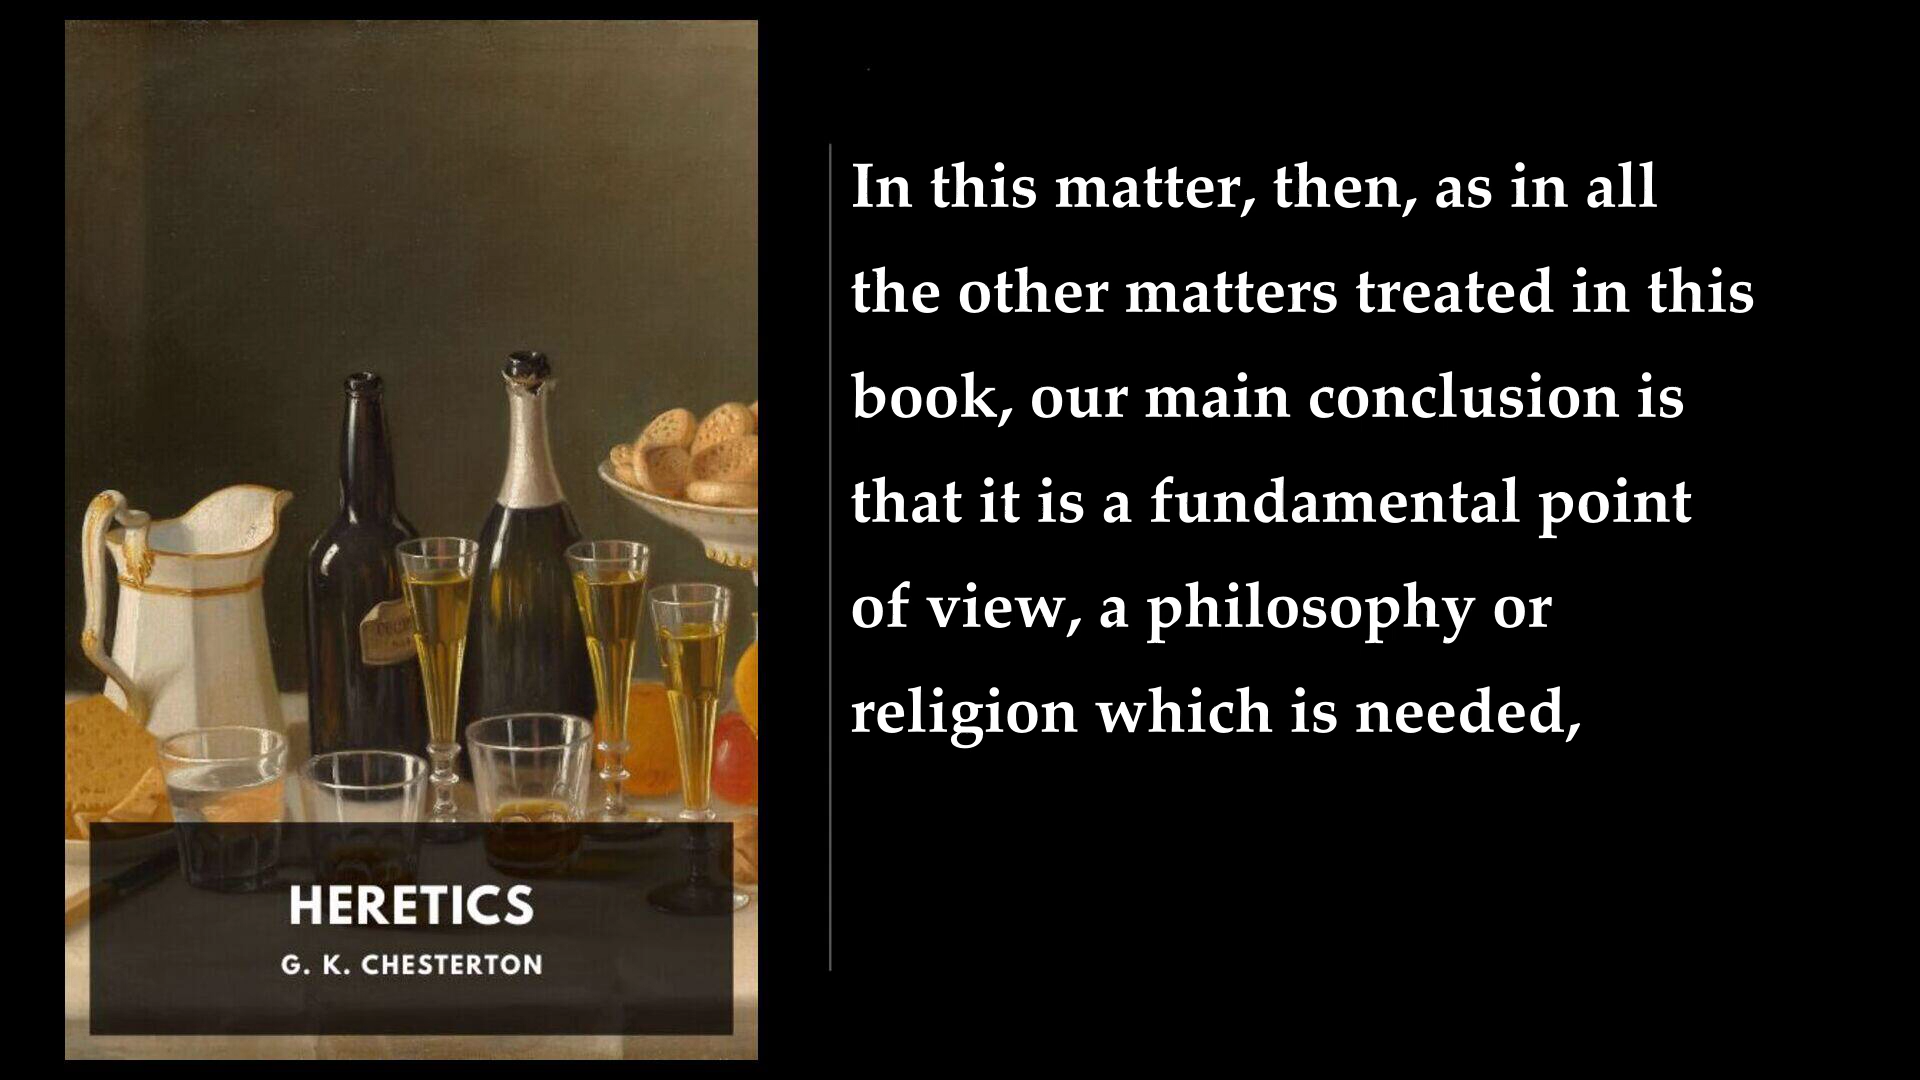 In this matter, then, as in all
the other matters treated in this
book, our main conclusion is
that it is a fundamental point
of view, a philosophy or
religion which is needed,
HERETICS
G. K. CHESTERTON